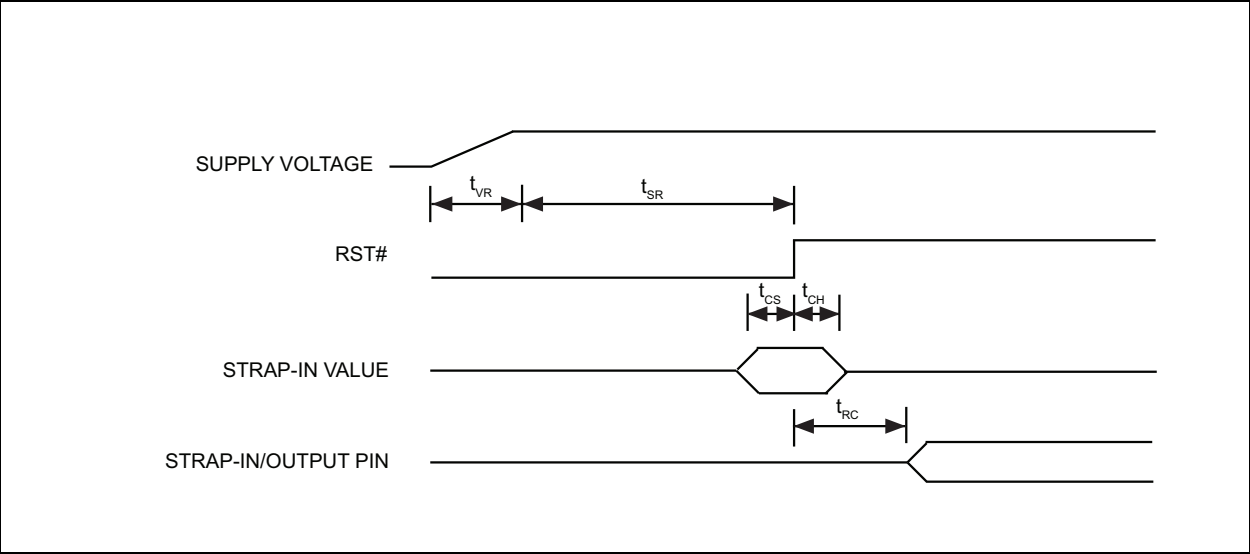 SUPPLY VOLTAGE
tVR
tSR
RST#
tCS
tCH
STRAP-IN VALUE
tRC
STRAP-IN/OUTPUT PIN